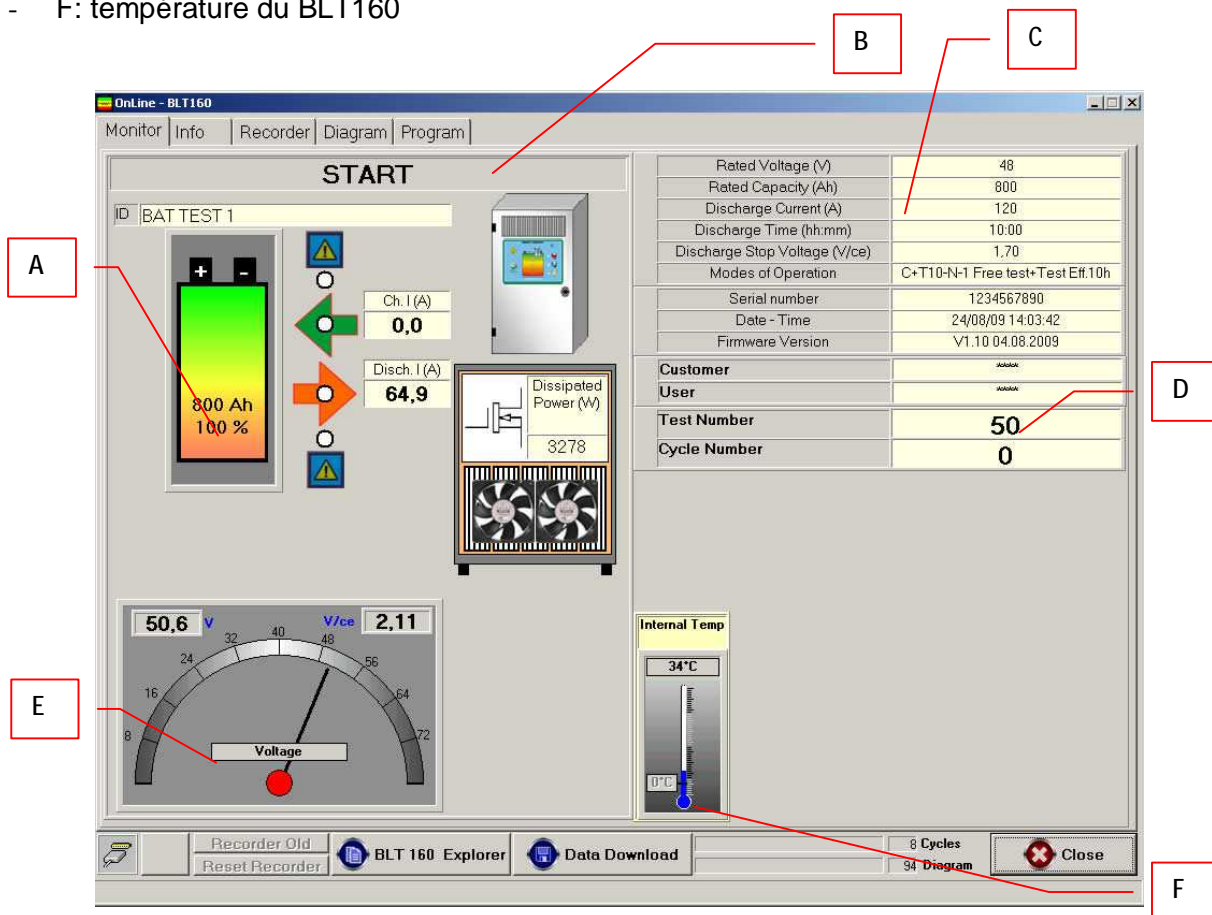 - F: température du BLT160
B
C
OnLine - BLT160
Monitor Info Recorder Diagram Program
START
ID BAT TEST 1
A
+ -
800 Ah
100 %
Ch. I (A)
0,0
Disch. I (A)
64,9
Dissipated
Power (W)
3278
Rated Voltage (V) 48
Rated Capacity (Ah) 800
Discharge Current (A) 120
Discharge Time (hh:mm) 10:00
Discharge Stop Voltage (V/ce) 1,70
Modes of Operation C+T10-N-1 Free test+Test Eff.10h
Serial number 1234567890
Date - Time 24/08/09 14:03:42
Firmware Version V1.10 04.08.2009
Customer *****
User *****
Test Number 50
Cycle Number 0
D
50,6 V V/ce 2,11
8 16 24 32 40 48 56 64 72
Voltage
E
Internal Temp
34°C
0°C
Recorder Old
Reset Recorder
BLT 160 Explorer
Data Download
8 Cycles
94 Diagram
Close
F